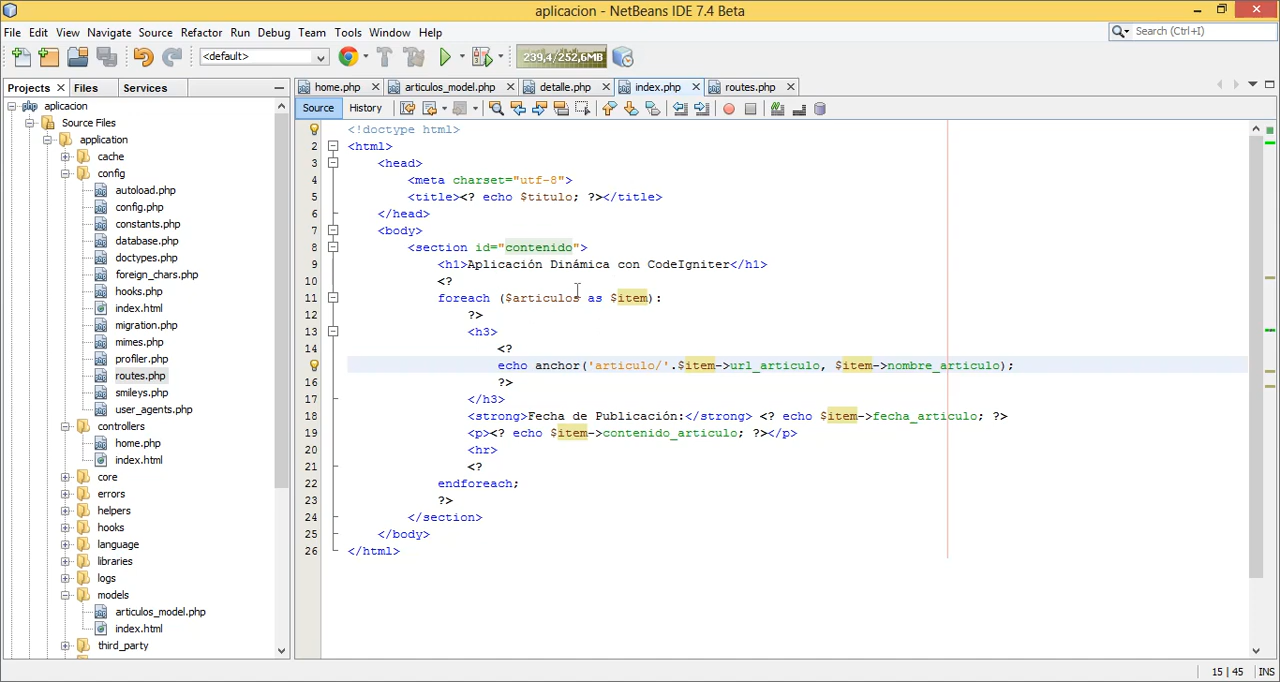 aplicacion - NetBeans IDE 7.4 Beta
File Edit View Navigate Source Refactor Run Debug Team Tools Window Help
Search (Ctrl+I)
<default>
239,4/252,6MB
Projects Files Services
home.php articulos_model.php detalle.php index.php routes.php
Source History
aplicacion
Source Files
application
cache
config
autoload.php
config.php
constants.php
database.php
doctypes.php
foreign_chars.php
hooks.php
index.html
migration.php
mimes.php
profiler.php
routes.php
smileys.php
user_agents.php
controllers
home.php
index.html
core
errors
helpers
hooks
language
libraries
logs
models
articulos_model.php
index.html
third_party
<!doctype html>
2 <html>
3 <head>
4 <meta charset="utf-8">
5 <title><? echo $titulo; ?></title>
6 </head>
7 <body>
8 <section id="contenido">
9 <h1>Aplicación Dinámica con CodeIgniter</h1>
10 <?
11 foreach ($articulos as $item):
12 ?>
13 <h3>
14 <?
echo anchor('articulo/'.$item->url_articulo, $item->nombre_articulo);
16 ?>
17 </h3>
18 <strong>Fecha de Publicación:</strong> <? echo $item->fecha_articulo; ?>
19 <p><? echo $item->contenido_articulo; ?></p>
20 <hr>
21 <?
22 endforeach;
23 ?>
24 </section>
25 </body>
26 </html>
15 | 45 INS